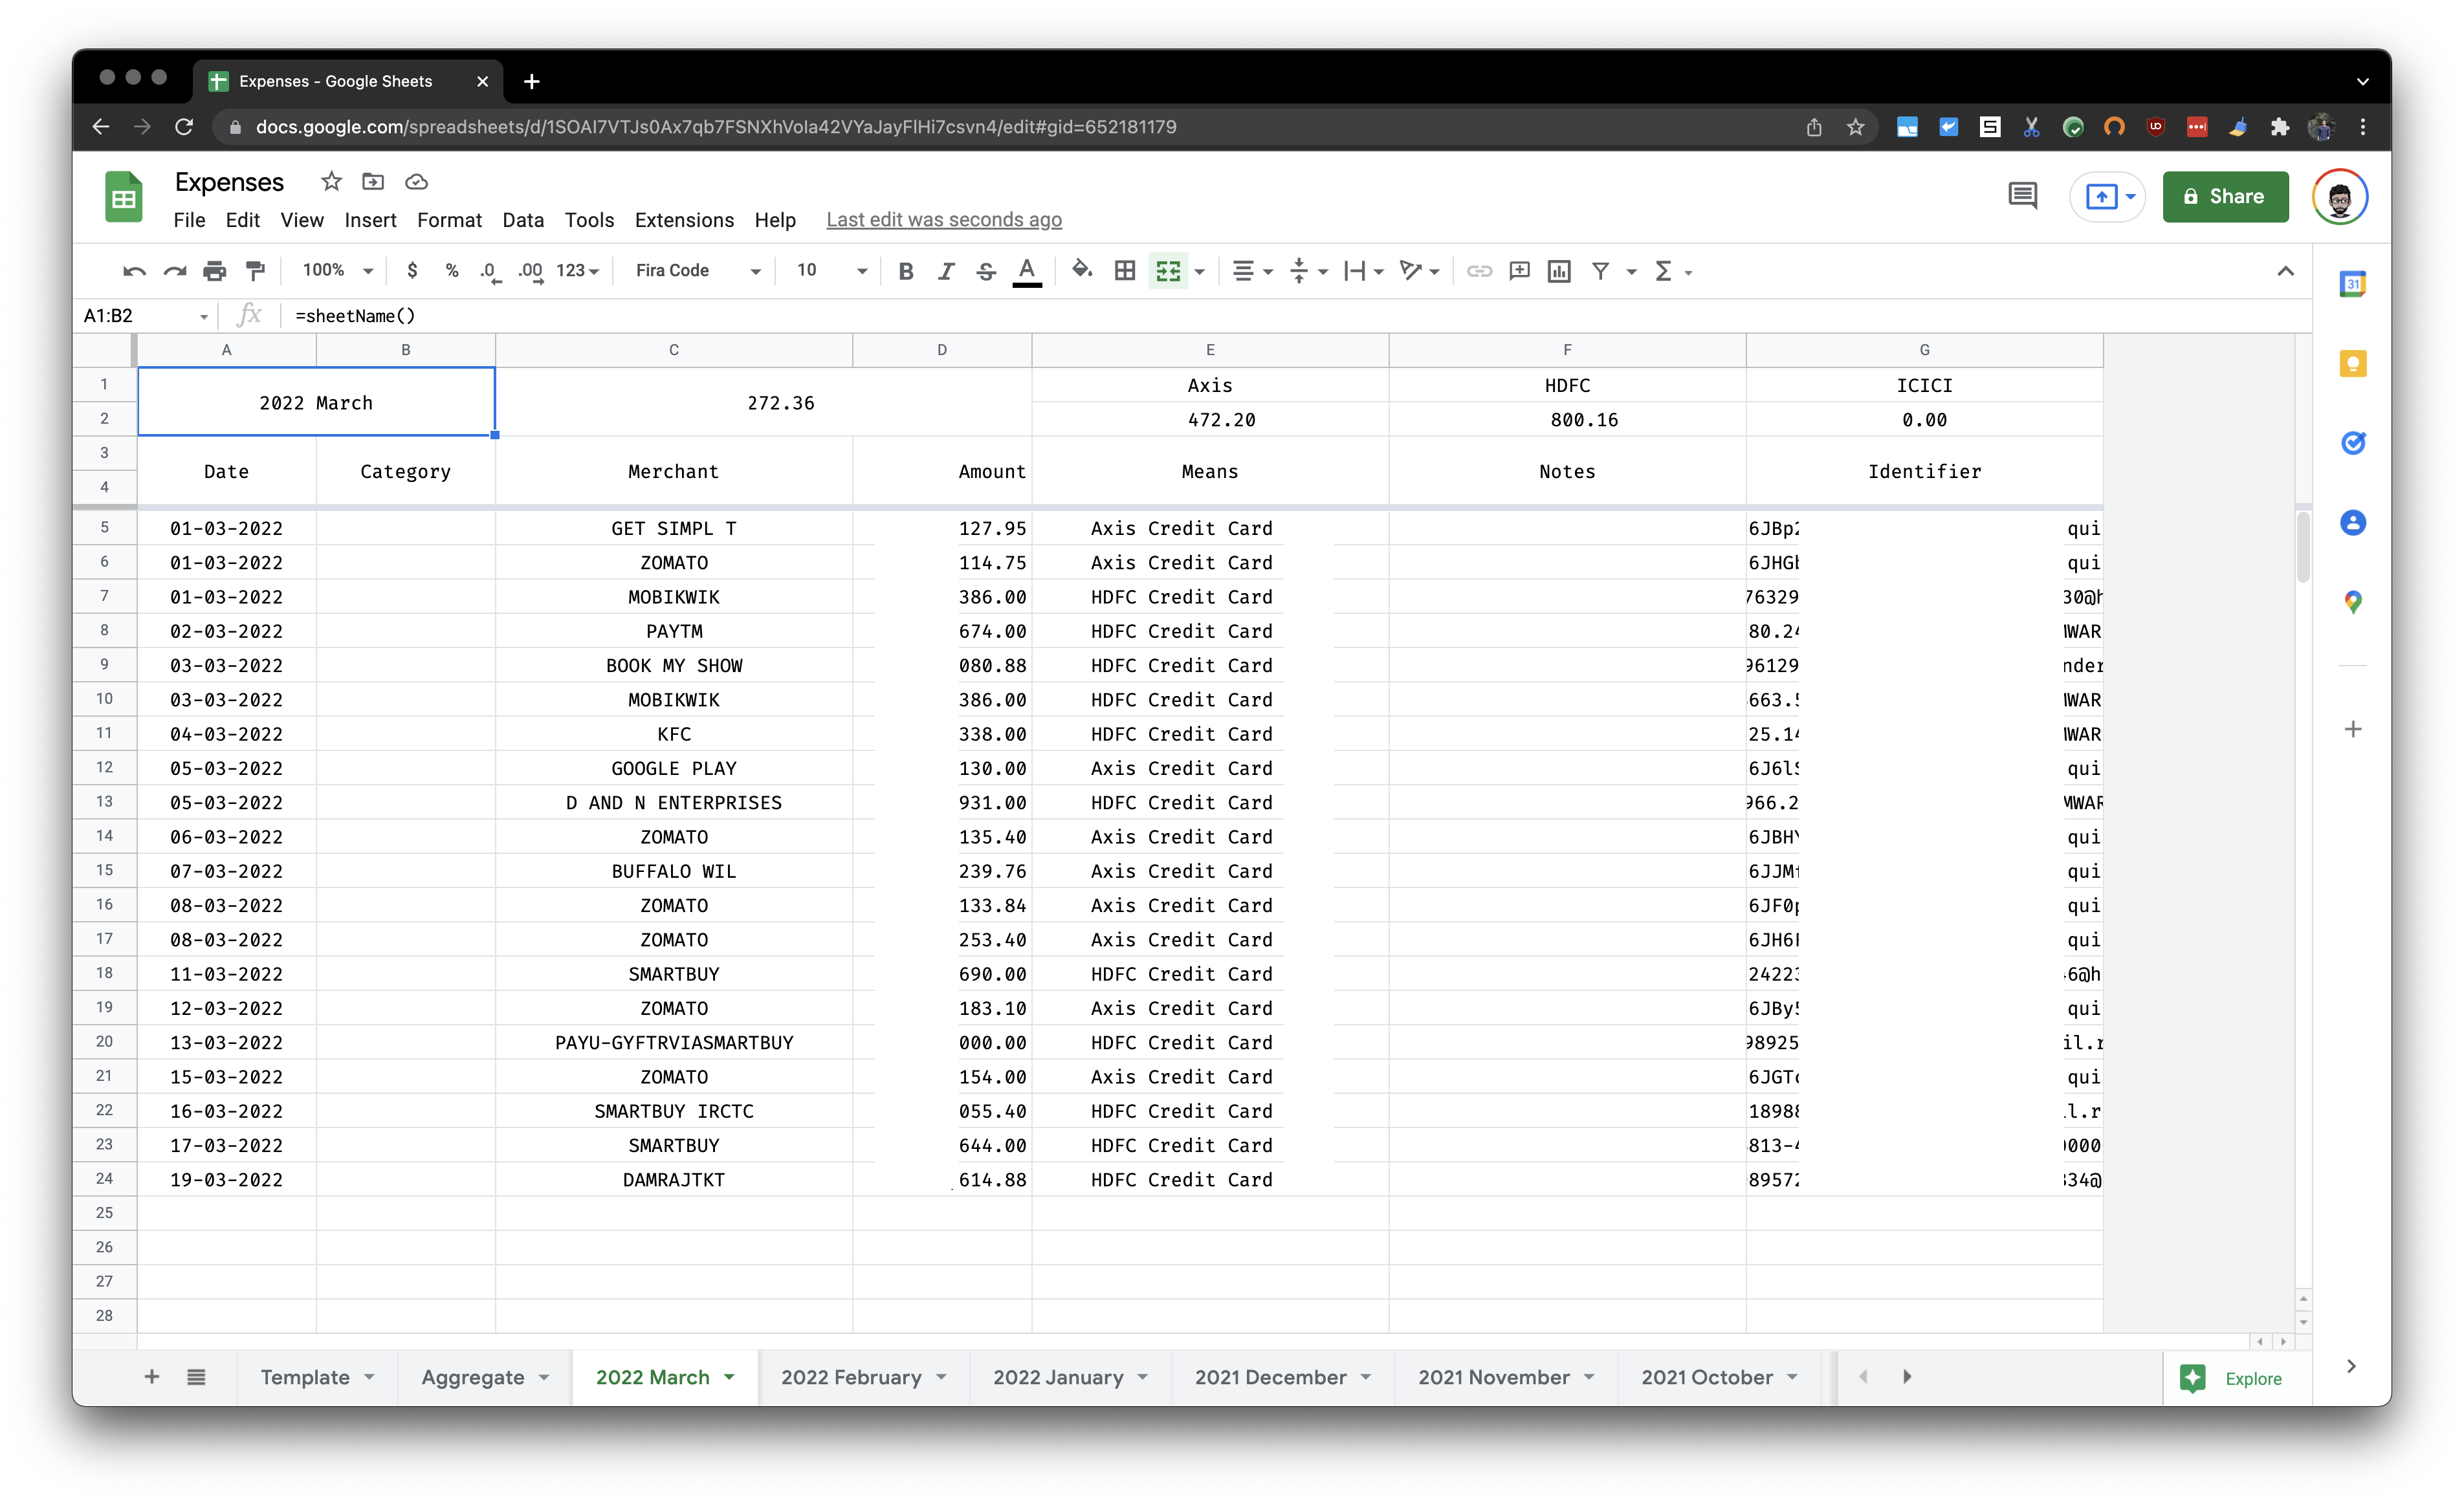 Expenses - Google Sheets
docs.google.com/spreadsheets/d/1SOAI7VTJs0Ax7qb7FSNXhVola42VYaJayFlHi7csvn4/edit#gid=652181179
Expenses
File Edit View Insert Format Data Tools Extensions Help Last edit was seconds ago
Share
100% $ % .0 .00 123 Fira Code 10 B I S A
A1:B2 fx =sheetName()
31
A B C D E F G
1 2022 March 272.36 Axis HDFC ICICI
2 472.20 800.16 0.00
3 Date Category Merchant Amount Means Notes Identifier
4
5 01-03-2022 GET SIMPL T 127.95 Axis Credit Card 6JBp2 qui
6 01-03-2022 ZOMATO 114.75 Axis Credit Card 6JHG qui
7 01-03-2022 MOBIKWIK 386.00 HDFC Credit Card 76329 30@h
8 02-03-2022 PAYTM 674.00 HDFC Credit Card 80.24 WAR
9 03-03-2022 BOOK MY SHOW 080.88 HDFC Credit Card 96129 nder
10 03-03-2022 MOBIKWIK 386.00 HDFC Credit Card 663.5 WAR
11 04-03-2022 KFC 338.00 HDFC Credit Card 25.14 WAR
12 05-03-2022 GOOGLE PLAY 130.00 Axis Credit Card 6J6lS qui
13 05-03-2022 D AND N ENTERPRISES 931.00 HDFC Credit Card 966.2 MWAR
14 06-03-2022 ZOMATO 135.40 Axis Credit Card 6JBHY qui
15 07-03-2022 BUFFALO WIL 239.76 Axis Credit Card 6JJM qui
16 08-03-2022 ZOMATO 133.84 Axis Credit Card 6JF0p qui
17 08-03-2022 ZOMATO 253.40 Axis Credit Card 6JH6 qui
18 11-03-2022 SMARTBUY 690.00 HDFC Credit Card 24223 6@h
19 12-03-2022 ZOMATO 183.10 Axis Credit Card 6JBy5 qui
20 13-03-2022 PAYU-GYFTRVIASMARTBUY 000.00 HDFC Credit Card 98925 il.r
21 15-03-2022 ZOMATO 154.00 Axis Credit Card 6JGT qui
22 16-03-2022 SMARTBUY IRCTC 055.40 HDFC Credit Card 18988 l.r
23 17-03-2022 SMARTBUY 644.00 HDFC Credit Card 813-4 0000
24 19-03-2022 DAMRAJTKT 614.88 HDFC Credit Card 89572 34@
25
26
27
28
Template Aggregate 2022 March 2022 February 2022 January 2021 December 2021 November 2021 October Explore